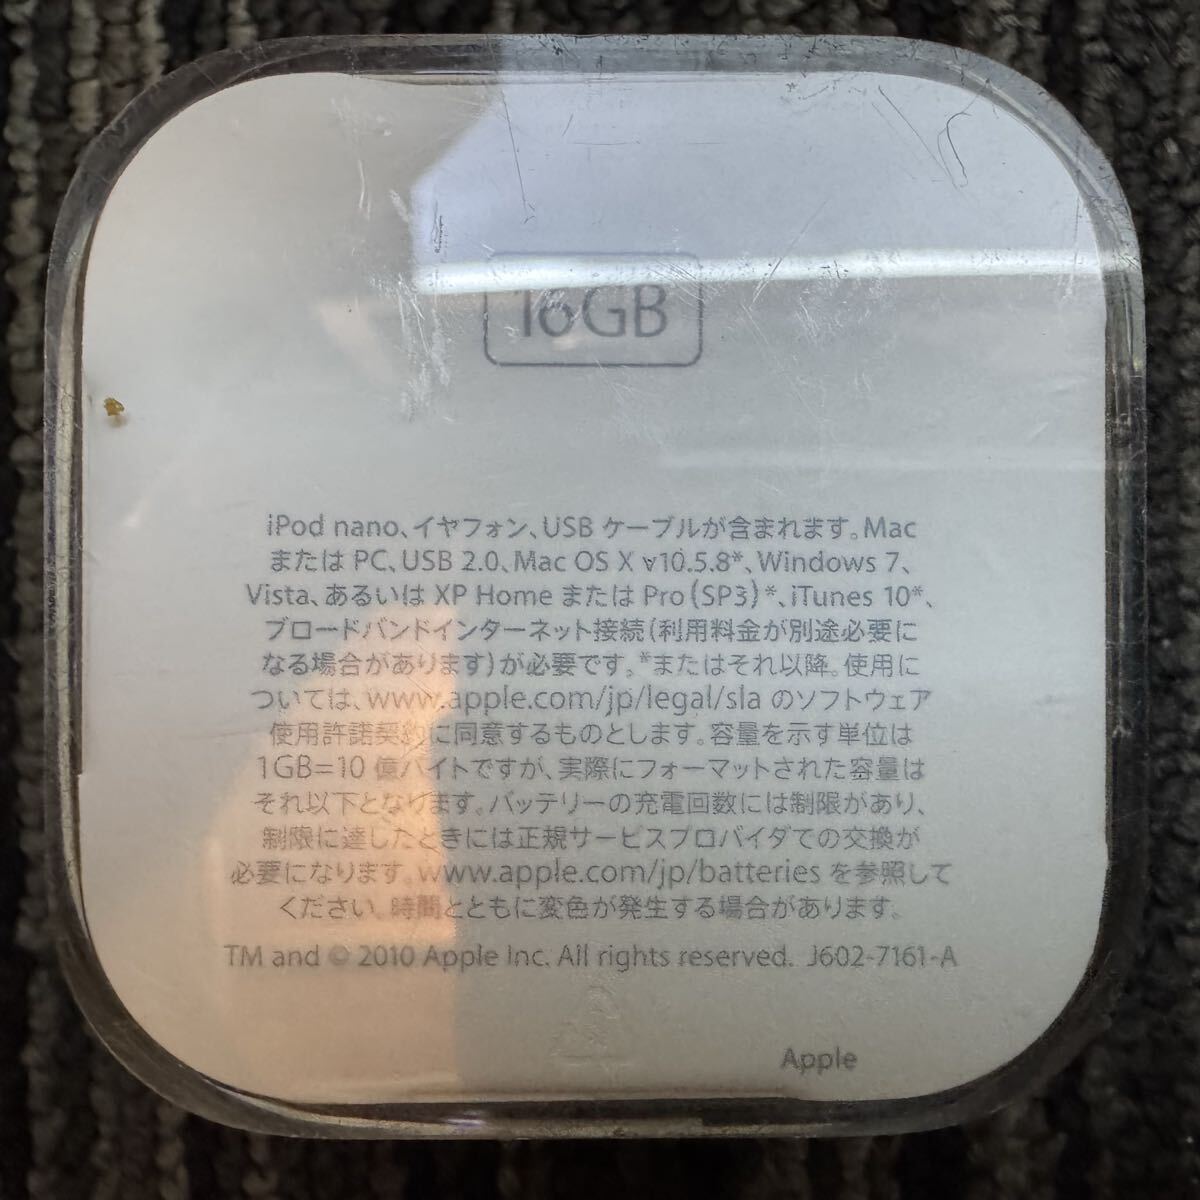 16GB
iPod nano、イヤフォン、USB ケーブルが含まれます。Mac
または PC、USB 2.0、Mac OS X v10.5.8*、Windows 7、
Vista、あるいは XP Home または Pro (SP3)*、iTunes 10*、
ブロードバンドインターネット接続(利用料金が別途必要に
なる場合があります)が必要です。*またはそれ以降。使用に
ついては、www.apple.com/jp/legal/sla のソフトウェア
使用許諾契約に同意するものとします。容量を示す単位は
1GB=10 億バイトですが、実際にフォーマットされた容量は
それ以下となります。バッテリーの充電回数には制限があり、
制限に達したときには正規サービスプロバイダでの交換が
必要になります。www.apple.com/jp/batteries を参照して
ください。時間とともに変色が発生する場合があります。
TM and © 2010 Apple Inc. All rights reserved. J602-7161-A
Apple